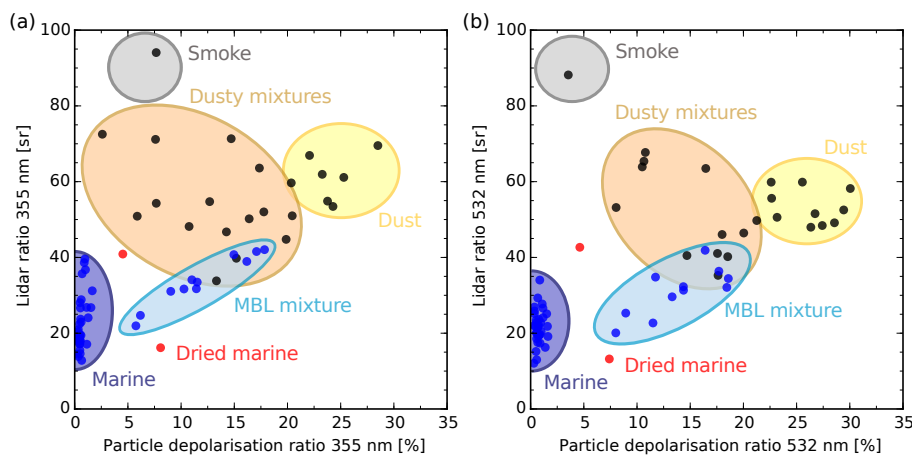 (a)
100
80
60
40
20
0
Lidar ratio 355 nm [sr]
Smoke
Dusty mixtures
Dust
MBL mixture
Dried marine
Marine
0 5 10 15 20 25 30 35
Particle depolarisation ratio 355 nm [%]
(b)
100
80
60
40
20
0
Lidar ratio 532 nm [sr]
Smoke
Dusty mixtures
Dust
MBL mixture
Dried marine
Marine
0 5 10 15 20 25 30 35
Particle depolarisation ratio 532 nm [%]